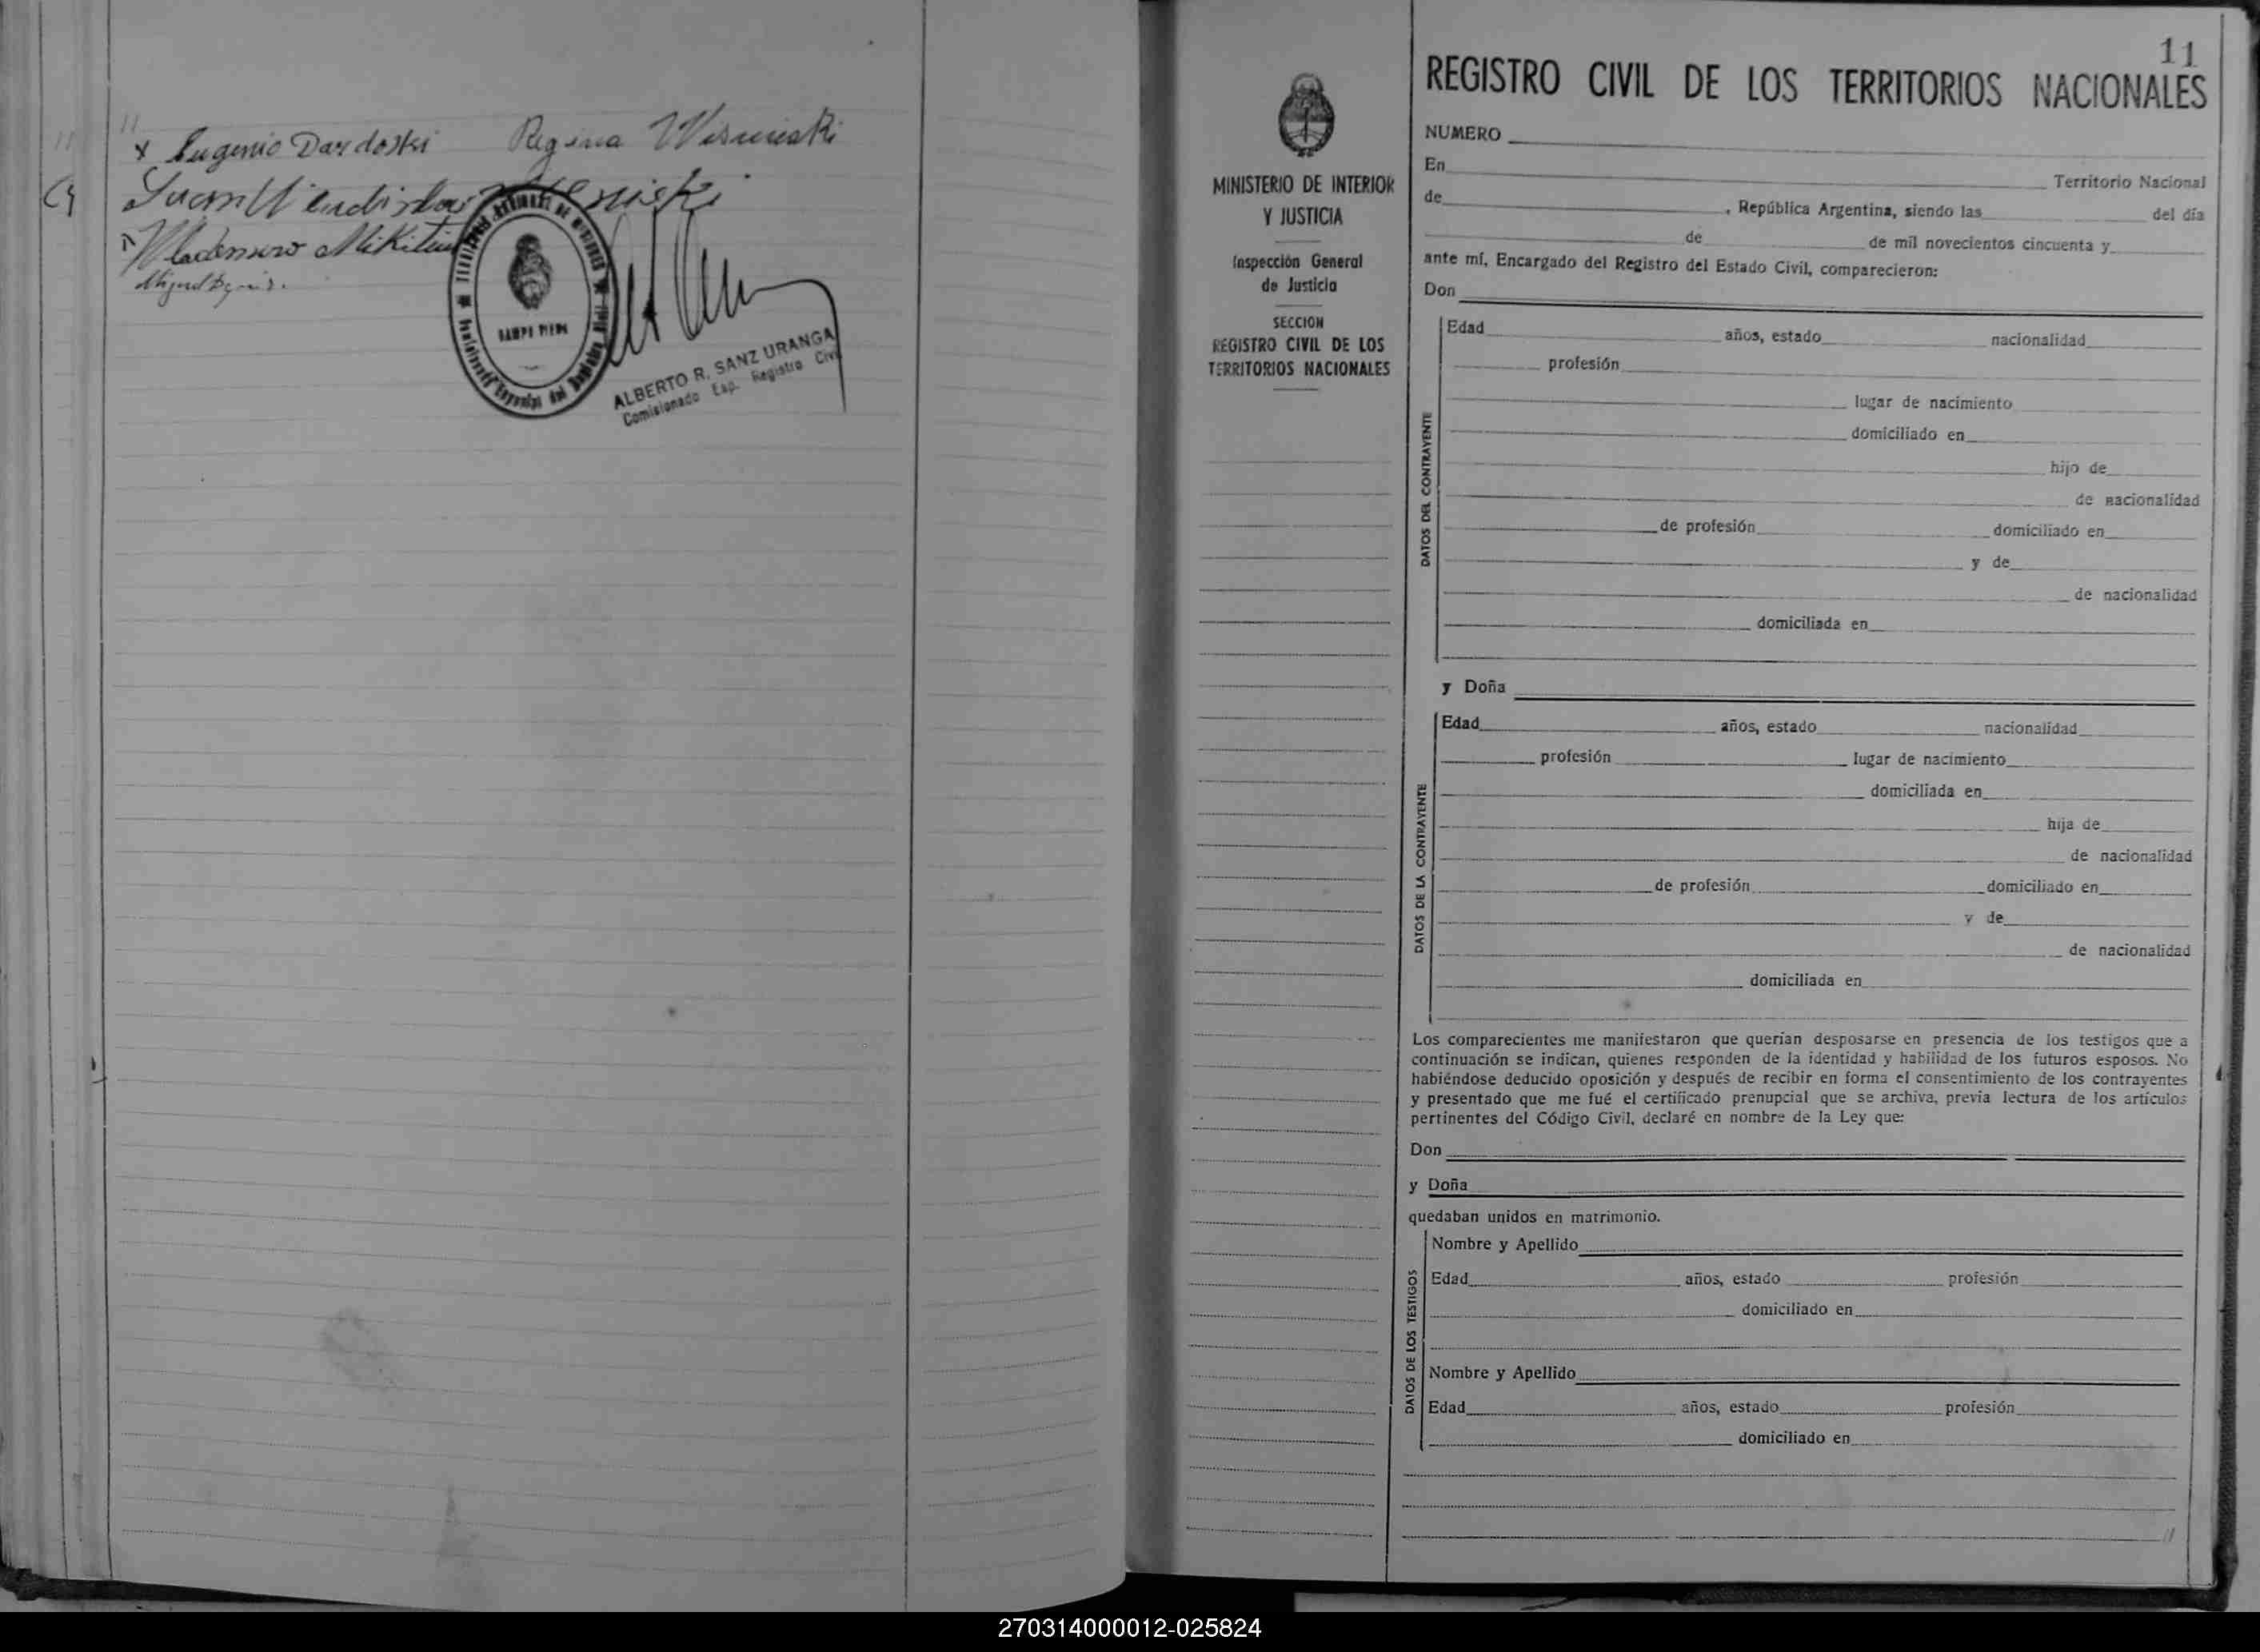 Eugenio Dardoski Regina Wisnieski
Juan
Mikitiu
Miguel
CAMPO VIERA
ALBERTO R. SANZ URANGA
Comisionado Esp. Registro Civil
11
REGISTRO CIVIL DE LOS TERRITORIOS NACIONALES
MINISTERIO DE INTERIOR
Y JUSTICIA
Inspección General
de Justicia
SECCION
REGISTRO CIVIL DE LOS
TERRITORIOS NACIONALES
NUMERO
En Territorio Nacional
de , República Argentina, siendo las del día
de de mil novecientos cincuenta y
ante mí, Encargado del Registro del Estado Civil, comparecieron:
Don
DATOS DEL CONTRAYENTE
Edad años, estado nacionalidad
profesión
lugar de nacimiento
domiciliado en
hijo de
de nacionalidad
de profesión domiciliado en
y de
de nacionalidad
domiciliada en
y Doña
DATOS DE LA CONTRAYENTE
Edad años, estado nacionalidad
profesión lugar de nacimiento
domiciliada en
hija de
de nacionalidad
de profesión domiciliado en
y de
de nacionalidad
domiciliada en
Los comparecientes me manifestaron que querían desposarse en presencia de los testigos que a
continuación se indican, quienes responden de la identidad y habilidad de los futuros esposos. No
habiéndose deducido oposición y después de recibir en forma el consentimiento de los contrayentes
y presentado que me fué el certificado prenupcial que se archiva, previa lectura de los artículos
pertinentes del Código Civil, declaré en nombre de la Ley que:
Don
y Doña
quedaban unidos en matrimonio.
DATOS DE LOS TESTIGOS
Nombre y Apellido
Edad años, estado profesión
domiciliado en
Nombre y Apellido
Edad años, estado profesión
domiciliado en
270314000012-025824